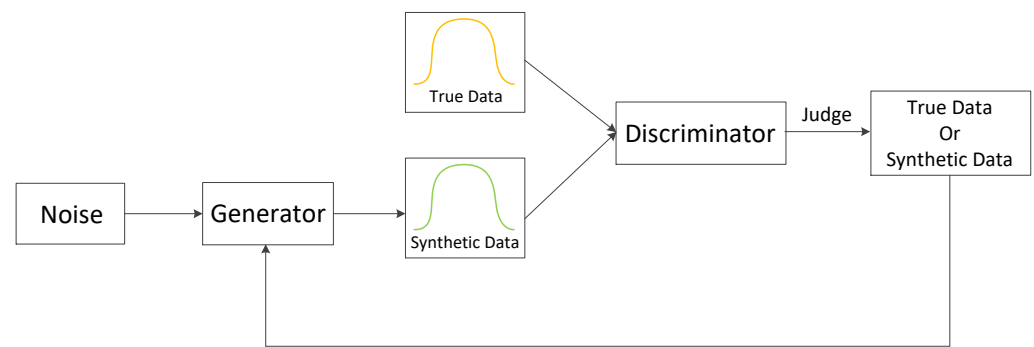 True Data
Discriminator
Judge
True Data
Or
Synthetic Data
Noise
Generator
Synthetic Data